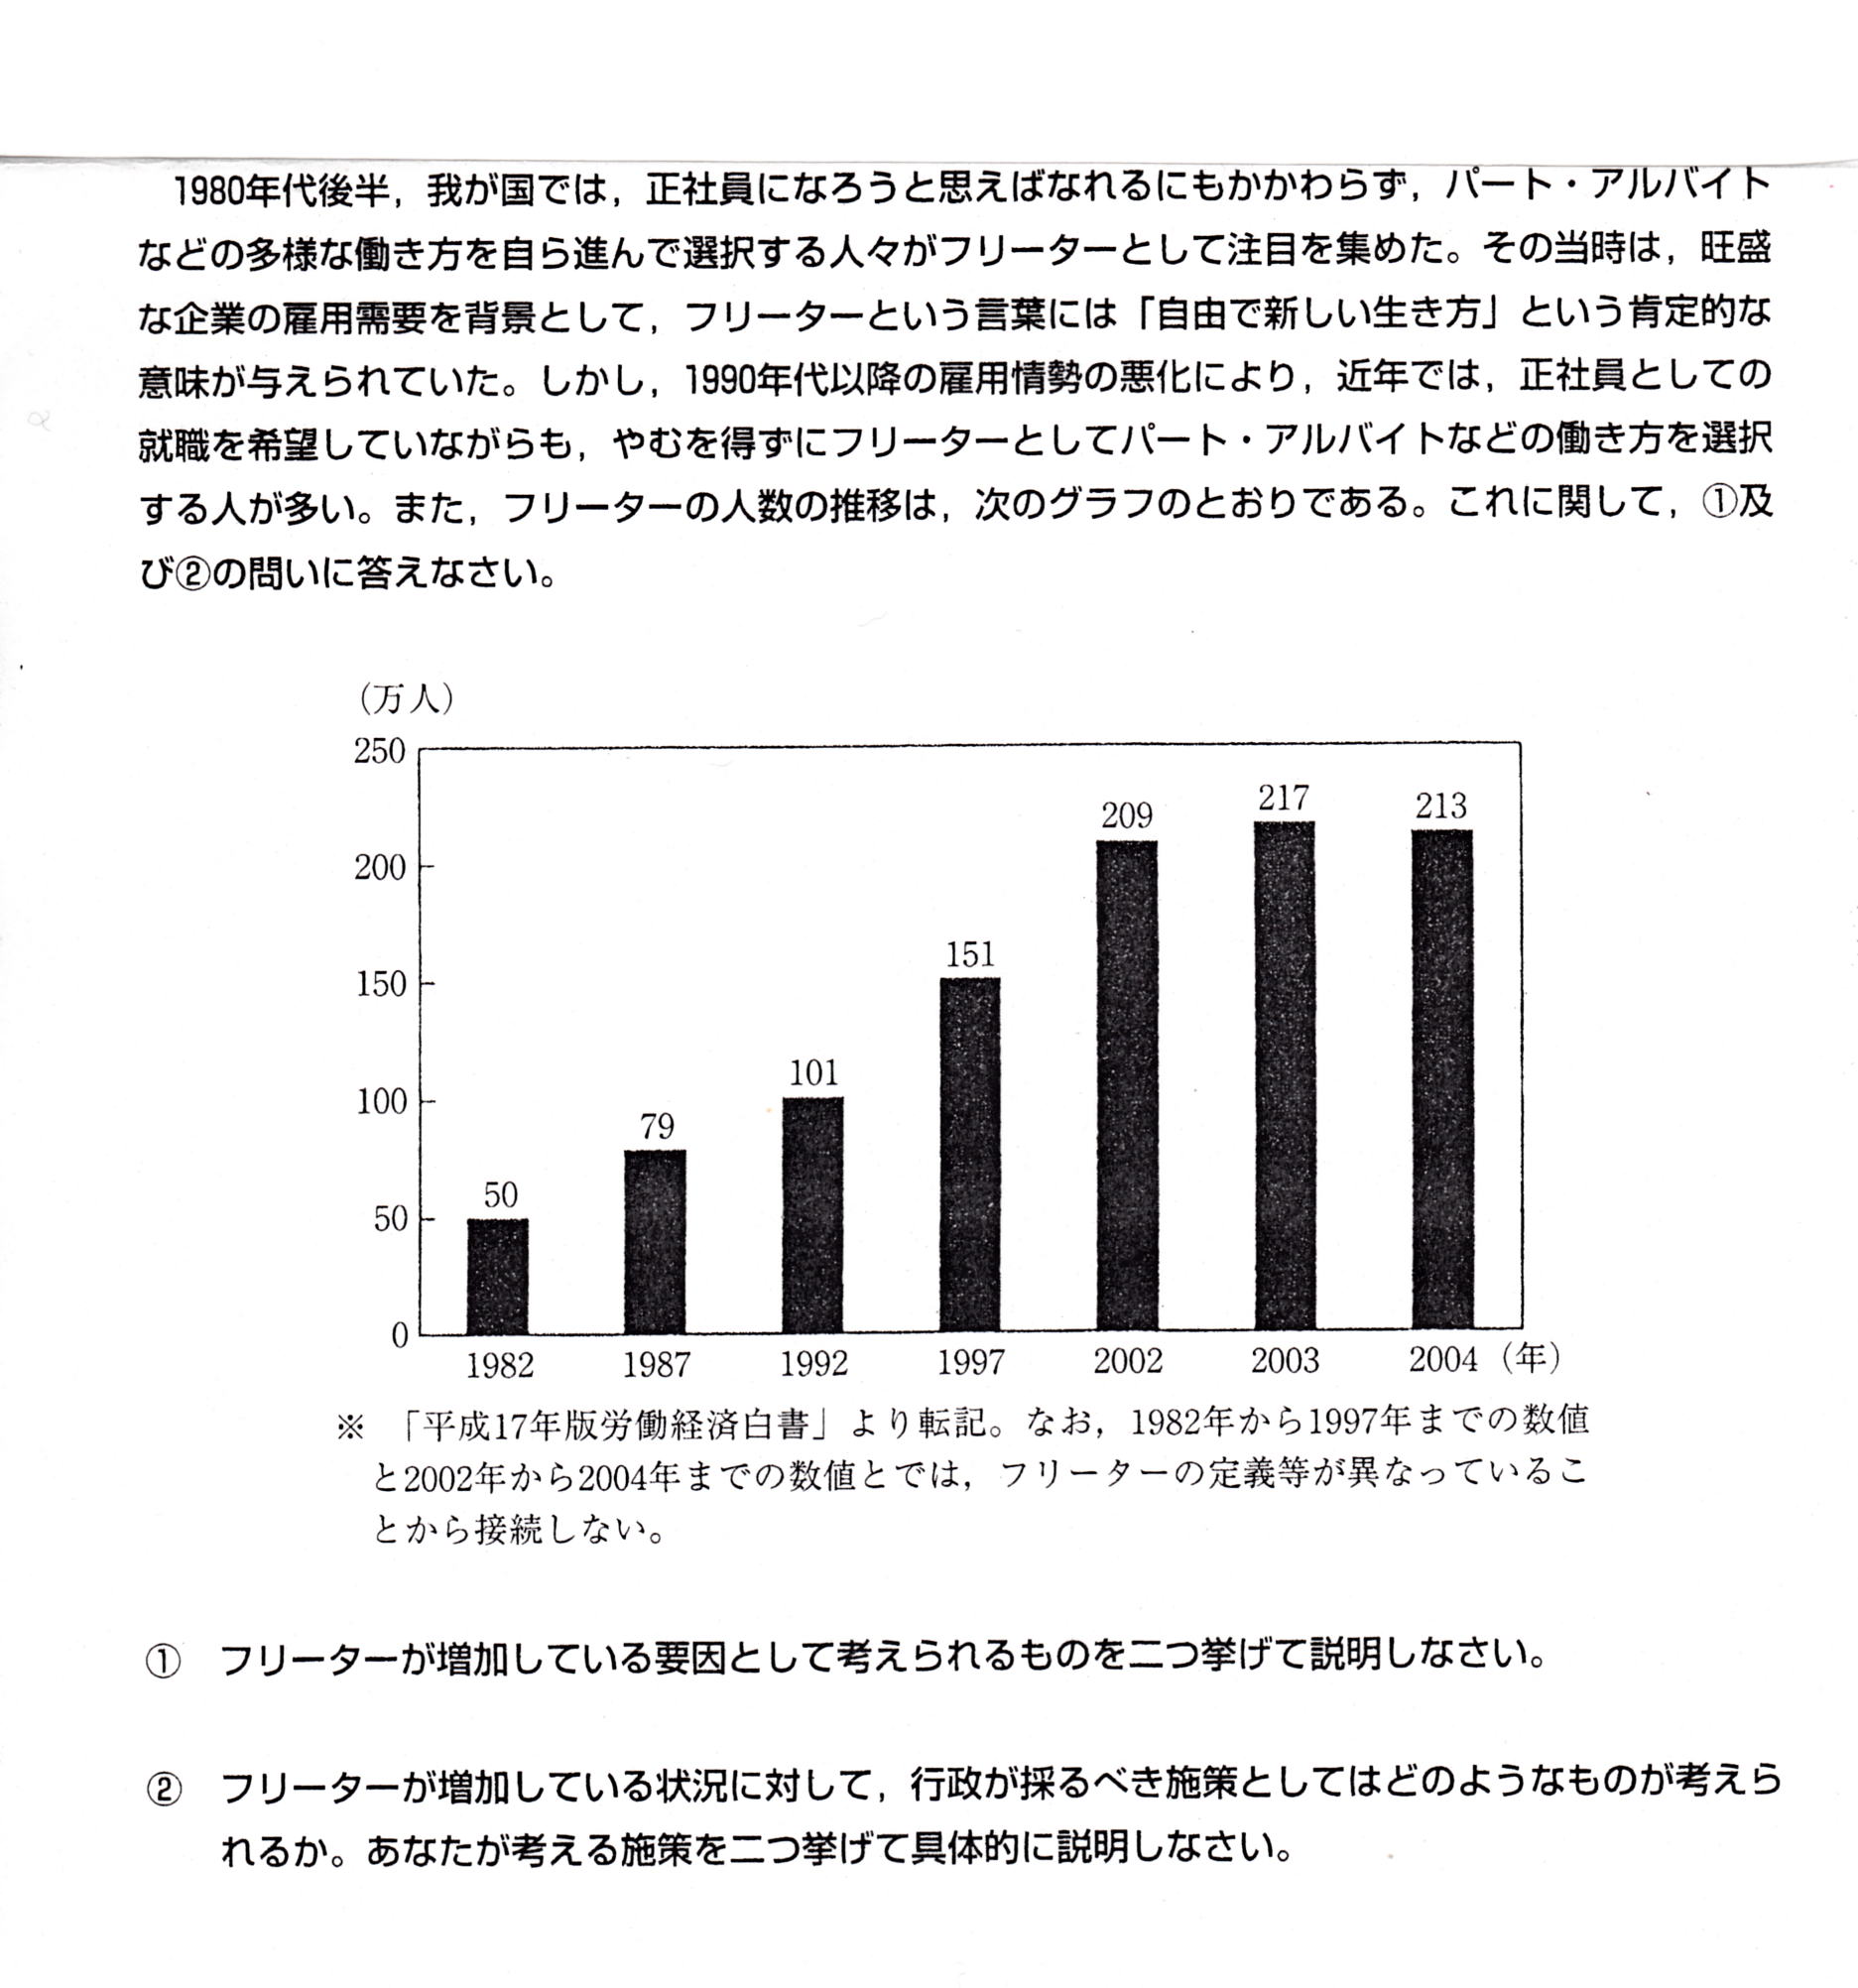 1980年代後半，我が国では，正社員になろうと思えばなれるにもかかわらず，パート・アルバイト
などの多様な働き方を自ら進んで選択する人々がフリーターとして注目を集めた。その当時は，旺盛
な企業の雇用需要を背景として，フリーターという言葉には「自由で新しい生き方」という肯定的な
意味が与えられていた。しかし，1990年代以降の雇用情勢の悪化により，近年では，正社員としての
就職を希望していながらも，やむを得ずにフリーターとしてパート・アルバイトなどの働き方を選択
する人が多い。また，フリーターの人数の推移は，次のグラフのとおりである。これに関して，①及
び②の問いに答えなさい。
（万人）
250
200
150
100
50
0
50
79
101
151
209
217
213
1982 1987 1992 1997 2002 2003 2004（年）
※ 「平成17年版労働経済白書」より転記。なお，1982年から1997年までの数値
と2002年から2004年までの数値とでは，フリーターの定義等が異なっているこ
とから接続しない。
① フリーターが増加している要因として考えられるものを二つ挙げて説明しなさい。
② フリーターが増加している状況に対して，行政が採るべき施策としてはどのようなものが考えら
れるか。あなたが考える施策を二つ挙げて具体的に説明しなさい。